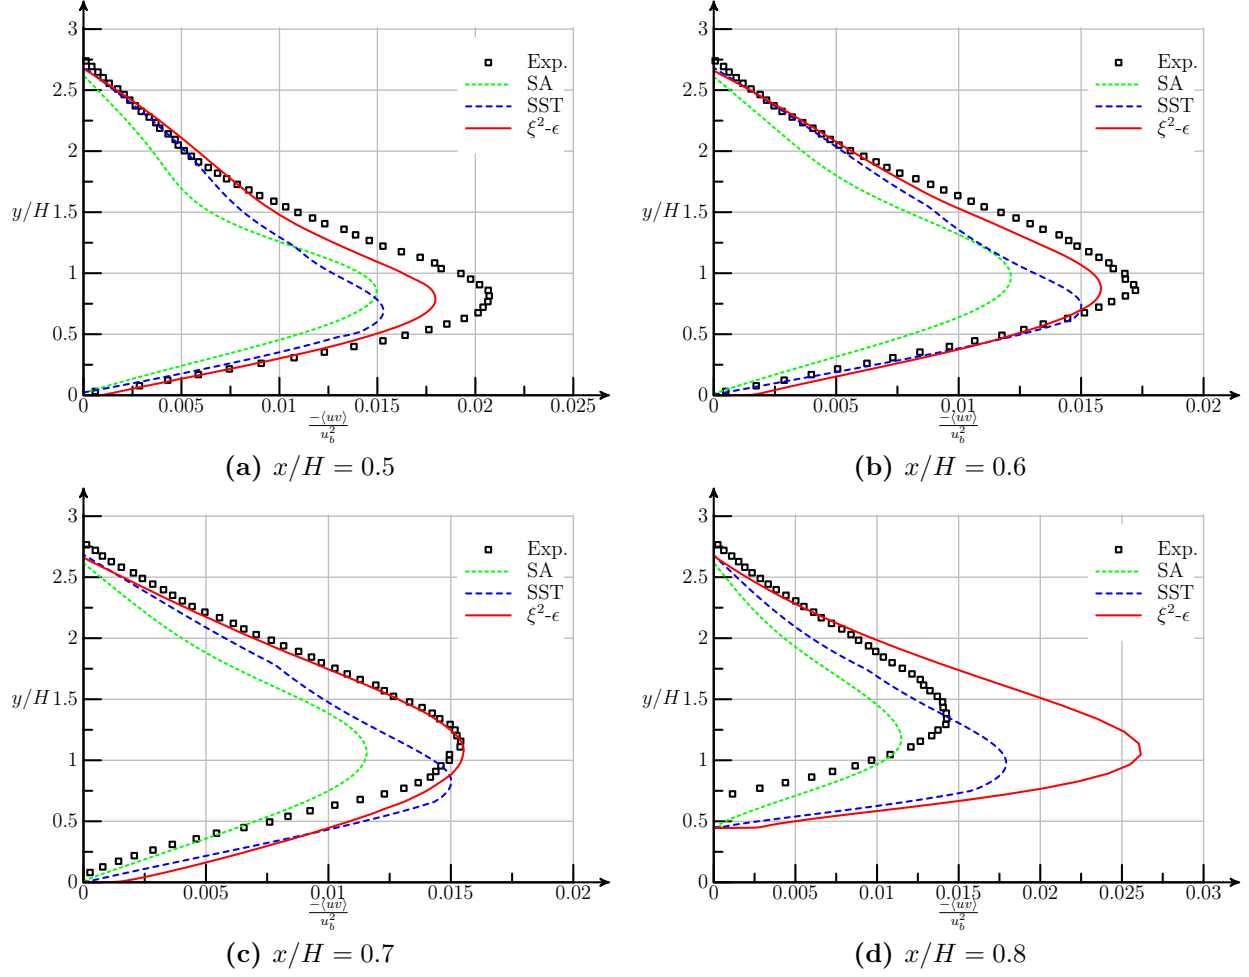 3
2.5
2
1.5
1
0.5
0
y/H
0 0.005 0.01 0.015 0.02 0.025
−⟨uv⟩
u_b^2
Exp.
SA
SST
ξ²-ϵ
(a) x/H = 0.5
3
2.5
2
1.5
1
0.5
0
y/H
0 0.005 0.01 0.015 0.02
−⟨uv⟩
u_b^2
Exp.
SA
SST
ξ²-ϵ
(b) x/H = 0.6
3
2.5
2
1.5
1
0.5
0
y/H
0 0.005 0.01 0.015 0.02
−⟨uv⟩
u_b^2
Exp.
SA
SST
ξ²-ϵ
(c) x/H = 0.7
3
2.5
2
1.5
1
0.5
0
y/H
0 0.005 0.01 0.015 0.02 0.025 0.03
−⟨uv⟩
u_b^2
Exp.
SA
SST
ξ²-ϵ
(d) x/H = 0.8